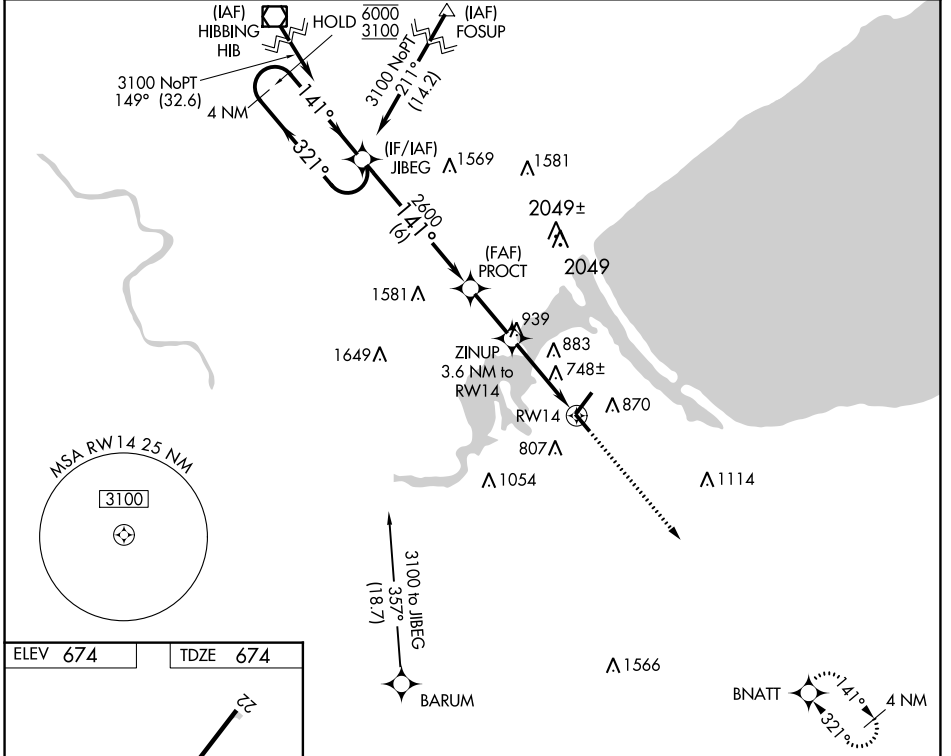 (IAF)
HIBBING
HIB
HOLD
6000
3100
(IAF)
FOSUP
3100 NoPT
149° (32.6)
4 NM
141°
321°
3100 NoPT
211°
(14.2)
(IF/IAF)
JIBEG
1569
1581
2600
141°
(6)
2049±
2049
(FAF)
PROCT
1581
939
1649
ZINUP
3.6 NM to
RW14
883
748±
RW14
870
807
1054
1114
MSA RW14 25 NM
3100
3100 to JIBEG
357°
(18.7)
BARUM
1566
BNATT
141°
321°
4 NM
ELEV 674
TDZE 674
22